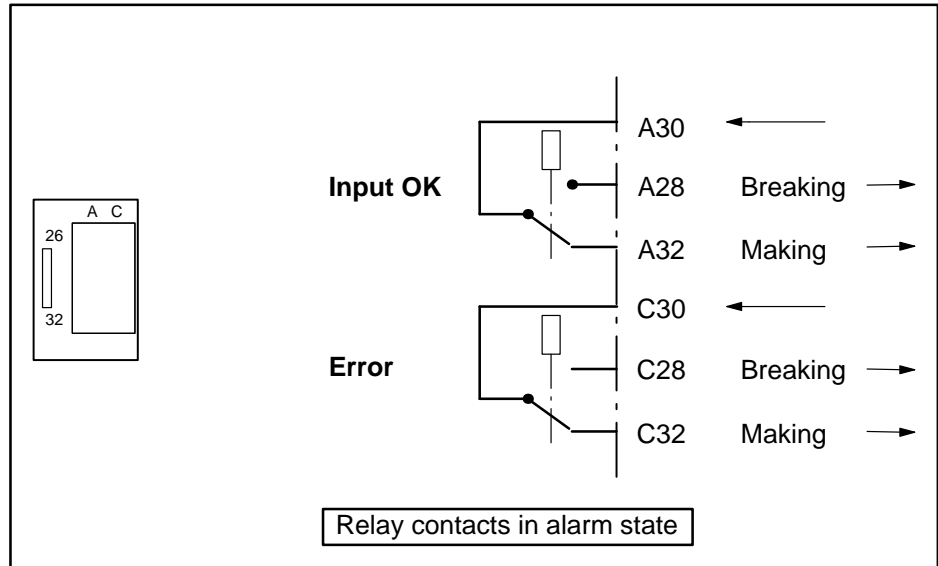 A C
26
32
Input OK
A30
A28 Breaking
A32 Making
Error
C30
C28 Breaking
C32 Making
Relay contacts in alarm state